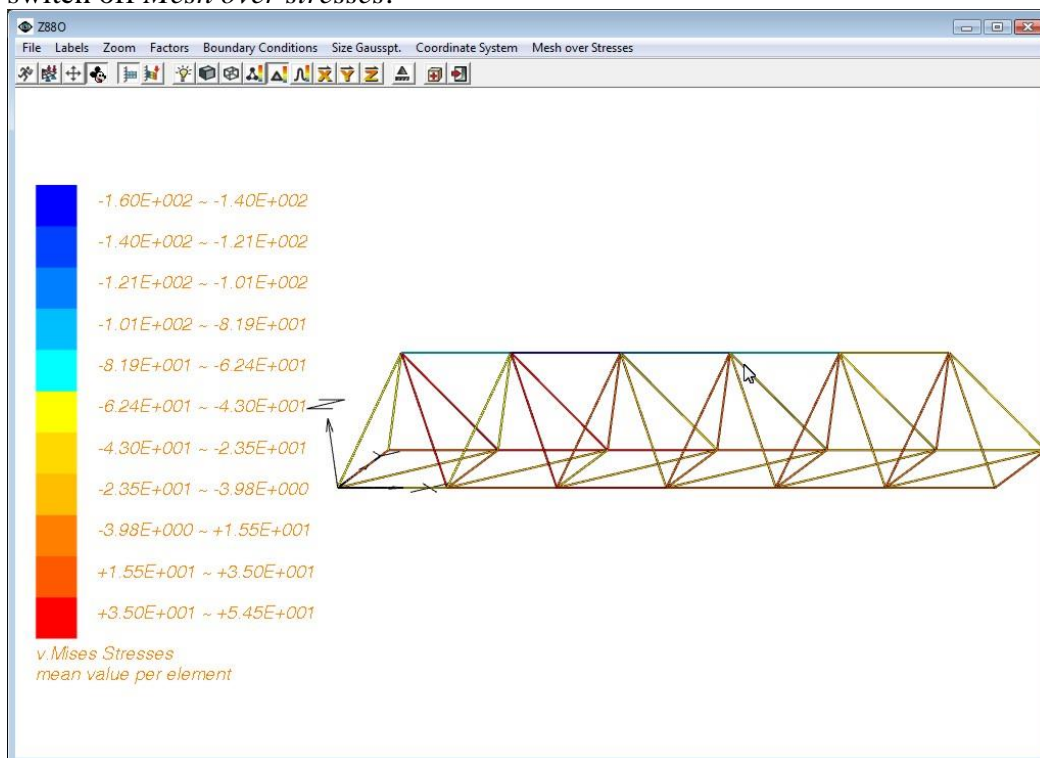 switch off Mesh over stresses:
Z88O
File Labels Zoom Factors Boundary Conditions Size Gausspt. Coordinate System Mesh over Stresses
X Y Z
-1.60E+002 ~ -1.40E+002
-1.40E+002 ~ -1.21E+002
-1.21E+002 ~ -1.01E+002
-1.01E+002 ~ -8.19E+001
-8.19E+001 ~ -6.24E+001
-6.24E+001 ~ -4.30E+001
Z
-4.30E+001 ~ -2.35E+001
Y
-2.35E+001 ~ -3.98E+000
X
-3.98E+000 ~ +1.55E+001
+1.55E+001 ~ +3.50E+001
+3.50E+001 ~ +5.45E+001
v.Mises Stresses
mean value per element